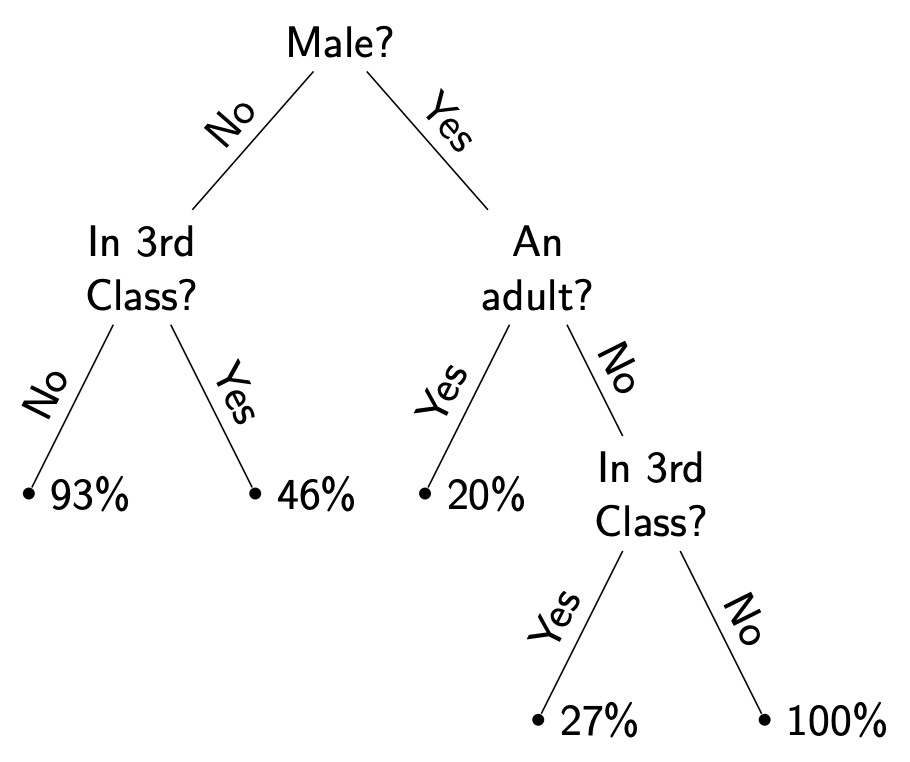 Male?
No
Yes
In 3rd
Class?
An
adult?
No
Yes
Yes
No
93%
46%
20%
In 3rd
Class?
Yes
No
27%
100%